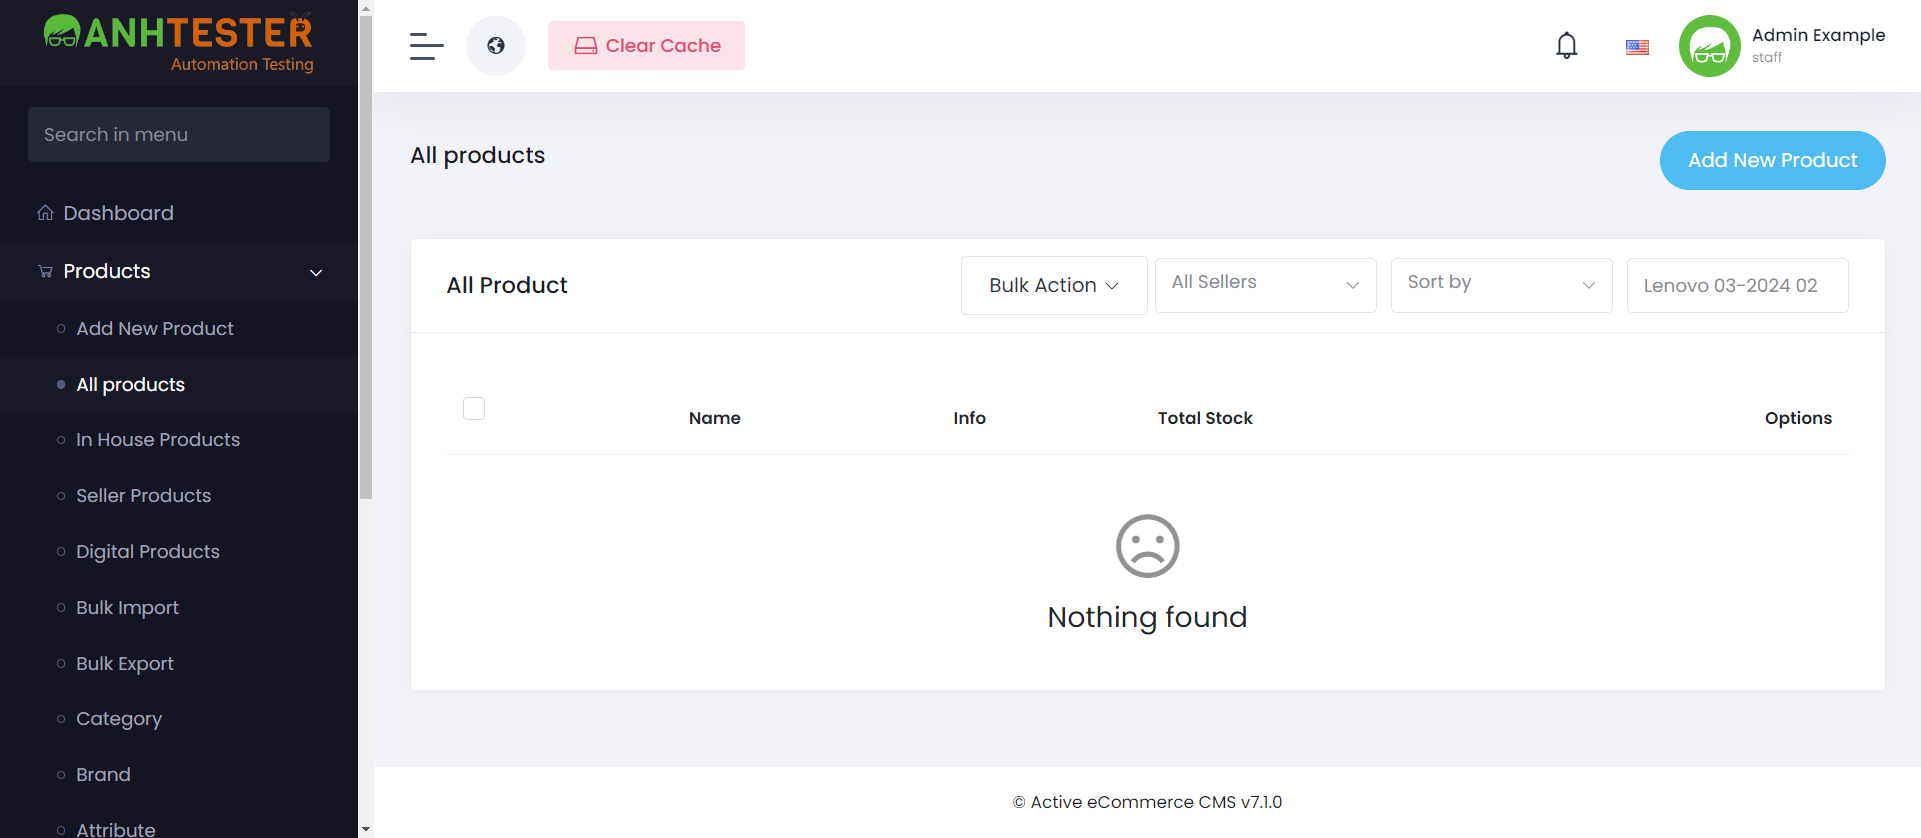 ANHTESTER
Automation Testing
Search in menu
Dashboard
Products
Add New Product
All products
In House Products
Seller Products
Digital Products
Bulk Import
Bulk Export
Category
Brand
Attribute
Clear Cache
Admin Example
staff
All products
Add New Product
All Product
Bulk Action
All Sellers
Sort by
Lenovo 03-2024 02
Name Info Total Stock Options
Nothing found
© Active eCommerce CMS v7.1.0